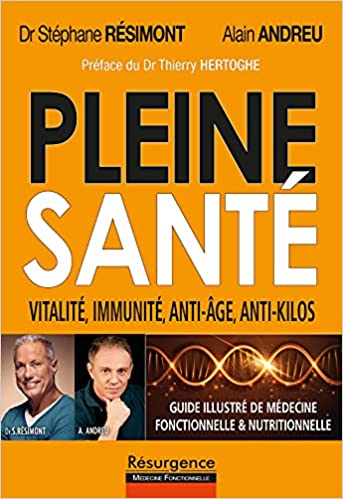 Dr Stéphane RÉSIMONT Alain ANDREU
Préface du Dr Thierry HERTOGHE
PLEINE
SANTÉ
VITALITÉ, IMMUNITÉ, ANTI-ÂGE, ANTI-KILOS
GUIDE ILLUSTRÉ DE MÉDECINE
FONCTIONNELLE & NUTRITIONNELLE
Dr S.RÉSIMONT A. ANDREU
Résurgence
MÉDECINE FONCTIONNELLE